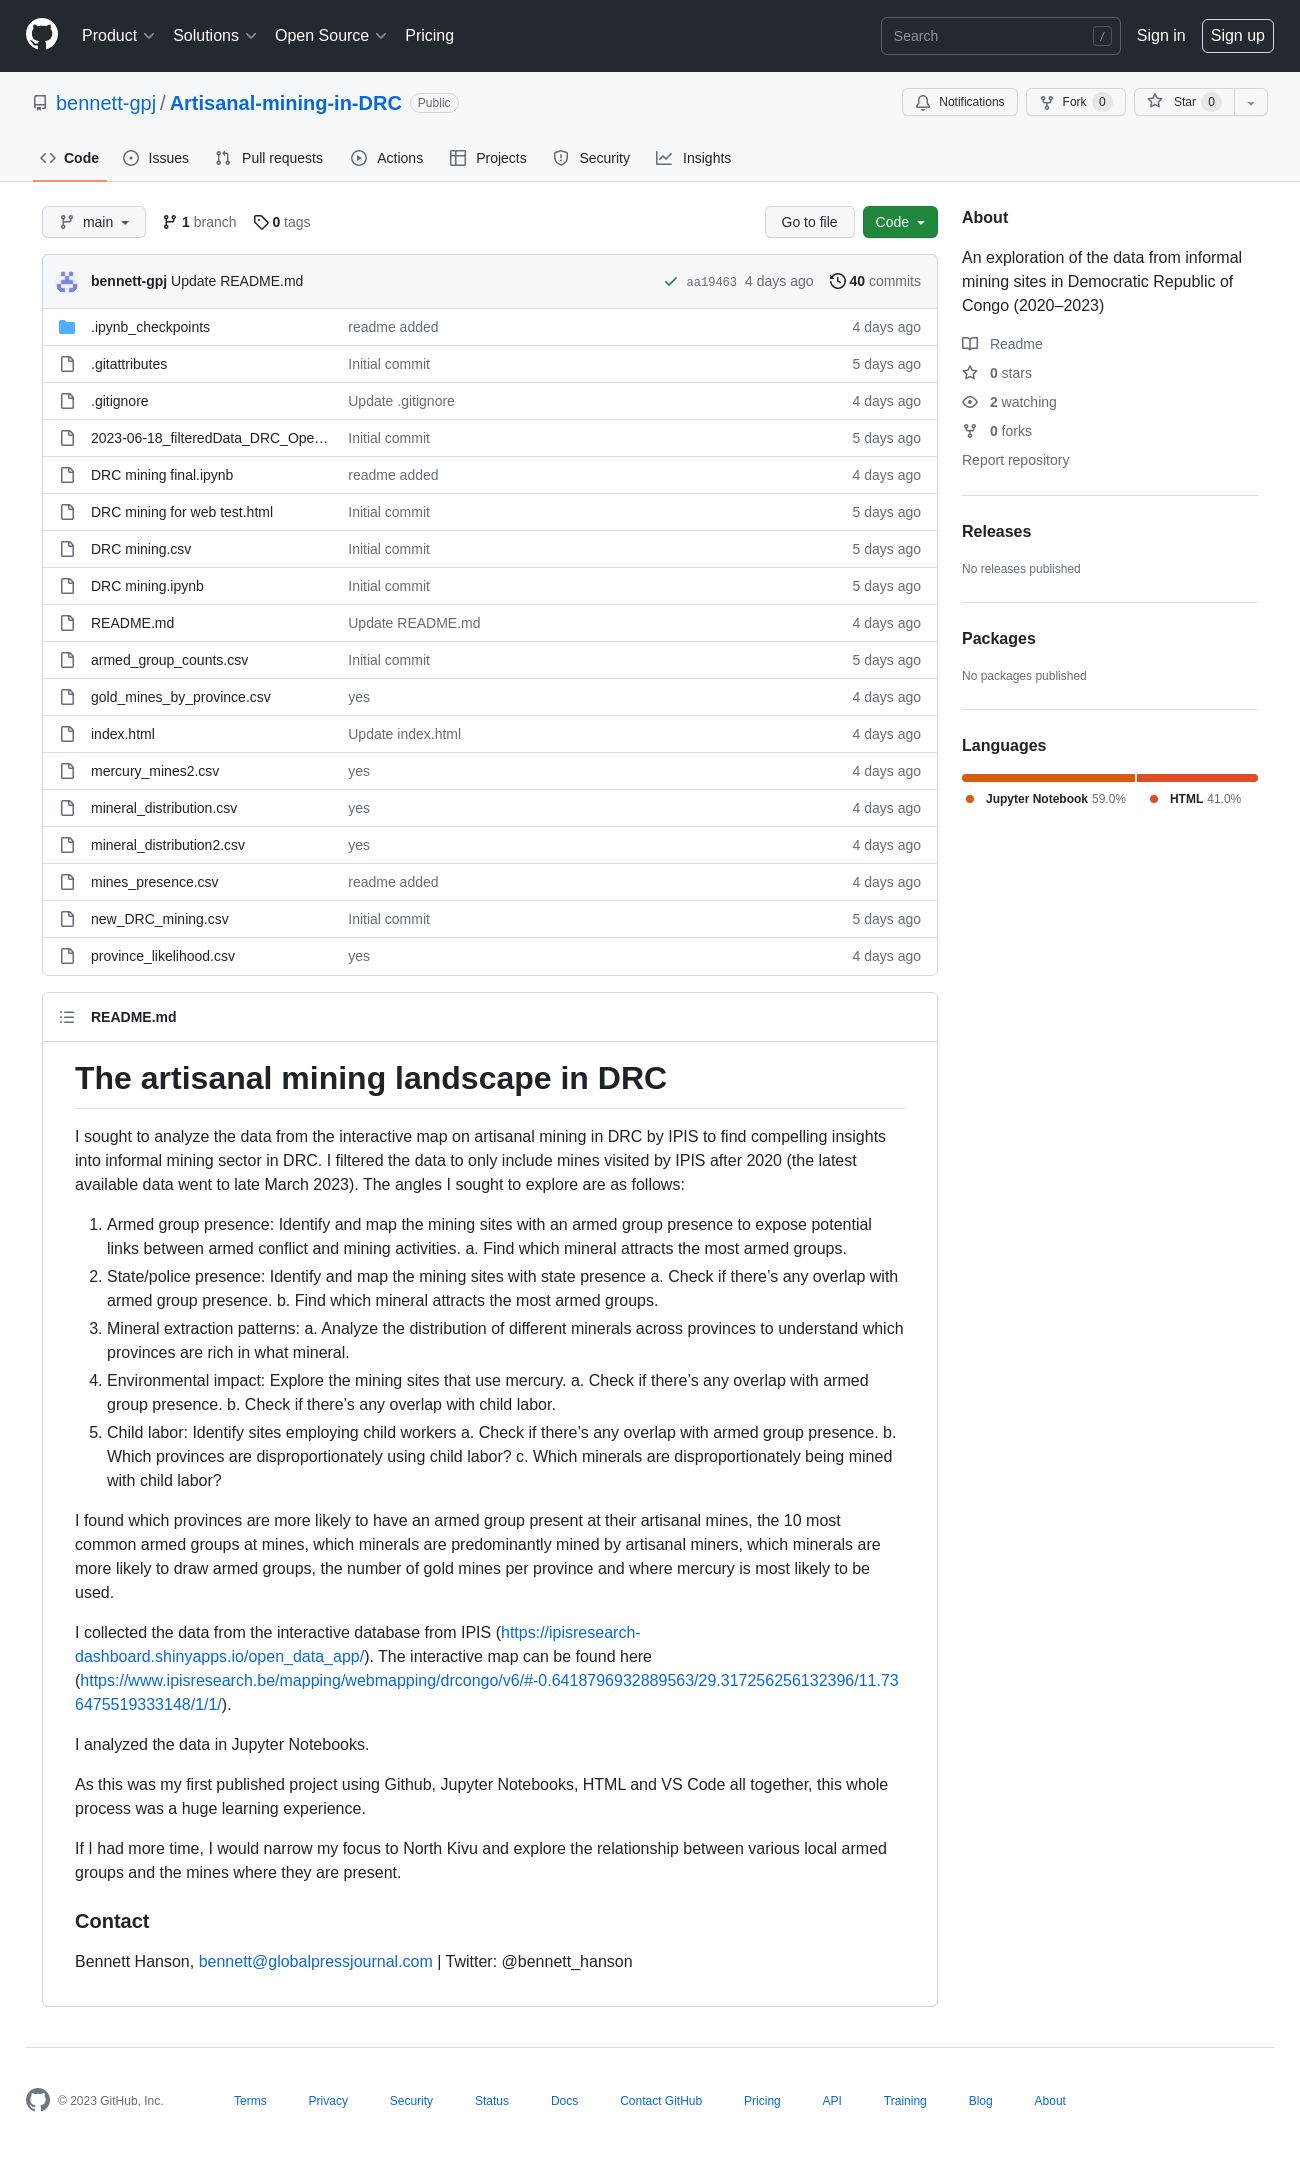 Product Solutions Open Source Pricing Search / Sign in Sign up
bennett-gpj / Artisanal-mining-in-DRC Public Notifications Fork 0 Star 0
Code Issues Pull requests Actions Projects Security Insights
main 1 branch 0 tags Go to file Code
bennett-gpj Update README.md aa19463 4 days ago 40 commits
.ipynb_checkpoints readme added 4 days ago
.gitattributes Initial commit 5 days ago
.gitignore Update .gitignore 4 days ago
2023-06-18_filteredData_DRC_Ope… Initial commit 5 days ago
DRC mining final.ipynb readme added 4 days ago
DRC mining for web test.html Initial commit 5 days ago
DRC mining.csv Initial commit 5 days ago
DRC mining.ipynb Initial commit 5 days ago
README.md Update README.md 4 days ago
armed_group_counts.csv Initial commit 5 days ago
gold_mines_by_province.csv yes 4 days ago
index.html Update index.html 4 days ago
mercury_mines2.csv yes 4 days ago
mineral_distribution.csv yes 4 days ago
mineral_distribution2.csv yes 4 days ago
mines_presence.csv readme added 4 days ago
new_DRC_mining.csv Initial commit 5 days ago
province_likelihood.csv yes 4 days ago
README.md
The artisanal mining landscape in DRC
I sought to analyze the data from the interactive map on artisanal mining in DRC by IPIS to find compelling insights
into informal mining sector in DRC. I filtered the data to only include mines visited by IPIS after 2020 (the latest
available data went to late March 2023). The angles I sought to explore are as follows:
1. Armed group presence: Identify and map the mining sites with an armed group presence to expose potential
links between armed conflict and mining activities. a. Find which mineral attracts the most armed groups.
2. State/police presence: Identify and map the mining sites with state presence a. Check if there’s any overlap with
armed group presence. b. Find which mineral attracts the most armed groups.
3. Mineral extraction patterns: a. Analyze the distribution of different minerals across provinces to understand which
provinces are rich in what mineral.
4. Environmental impact: Explore the mining sites that use mercury. a. Check if there’s any overlap with armed
group presence. b. Check if there’s any overlap with child labor.
5. Child labor: Identify sites employing child workers a. Check if there’s any overlap with armed group presence. b.
Which provinces are disproportionately using child labor? c. Which minerals are disproportionately being mined
with child labor?
I found which provinces are more likely to have an armed group present at their artisanal mines, the 10 most
common armed groups at mines, which minerals are predominantly mined by artisanal miners, which minerals are
more likely to draw armed groups, the number of gold mines per province and where mercury is most likely to be
used.
I collected the data from the interactive database from IPIS (https://ipisresearch-
dashboard.shinyapps.io/open_data_app/). The interactive map can be found here
(https://www.ipisresearch.be/mapping/webmapping/drcongo/v6/#-0.6418796932889563/29.317256256132396/11.73
6475519333148/1/1/).
I analyzed the data in Jupyter Notebooks.
As this was my first published project using Github, Jupyter Notebooks, HTML and VS Code all together, this whole
process was a huge learning experience.
If I had more time, I would narrow my focus to North Kivu and explore the relationship between various local armed
groups and the mines where they are present.
Contact
Bennett Hanson, bennett@globalpressjournal.com | Twitter: @bennett_hanson
About
An exploration of the data from informal
mining sites in Democratic Republic of
Congo (2020–2023)
Readme
0 stars
2 watching
0 forks
Report repository
Releases
No releases published
Packages
No packages published
Languages
Jupyter Notebook 59.0% HTML 41.0%
© 2023 GitHub, Inc. Terms Privacy Security Status Docs Contact GitHub Pricing API Training Blog About